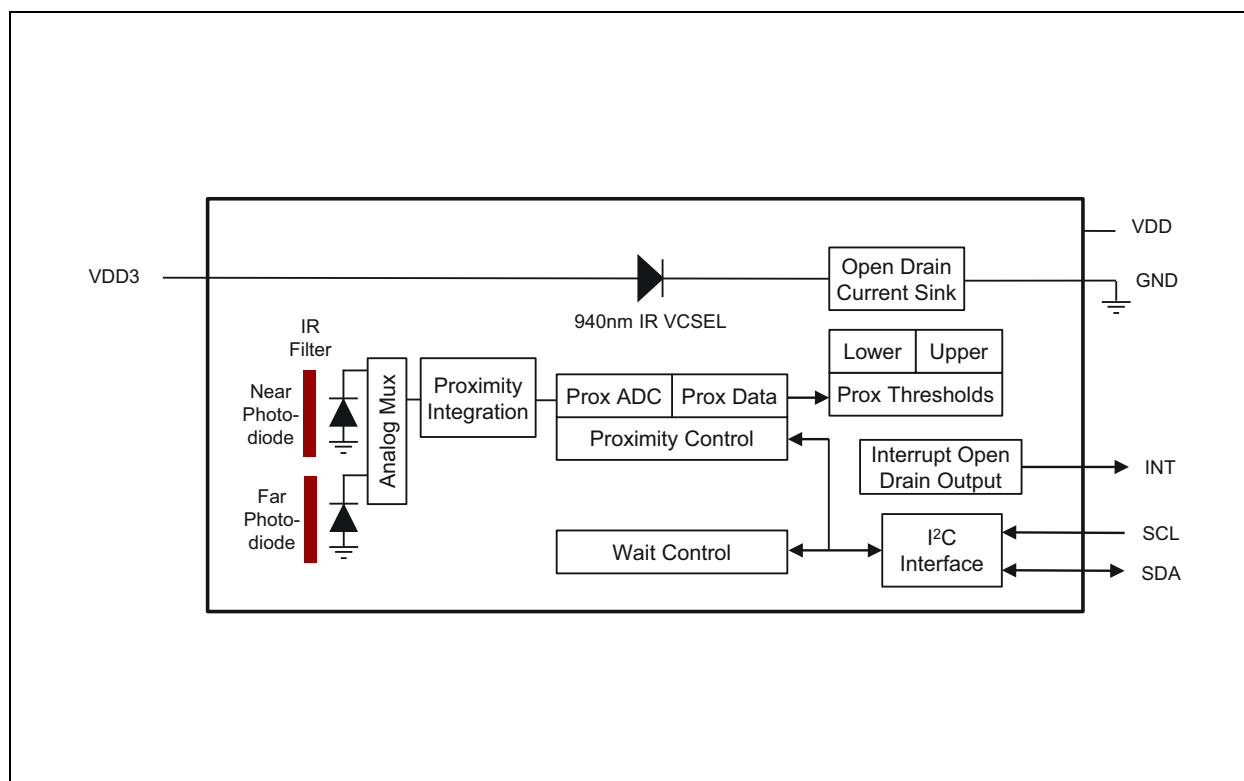 VDD
VDD3
Open Drain
Current Sink
GND
940nm IR VCSEL
IR
Filter
Lower
Upper
Near
Photo-
diode
Analog Mux
Proximity
Integration
Prox ADC
Prox Data
Prox Thresholds
Proximity Control
Interrupt Open
Drain Output
INT
Far
Photo-
diode
Wait Control
I²C
Interface
SCL
SDA